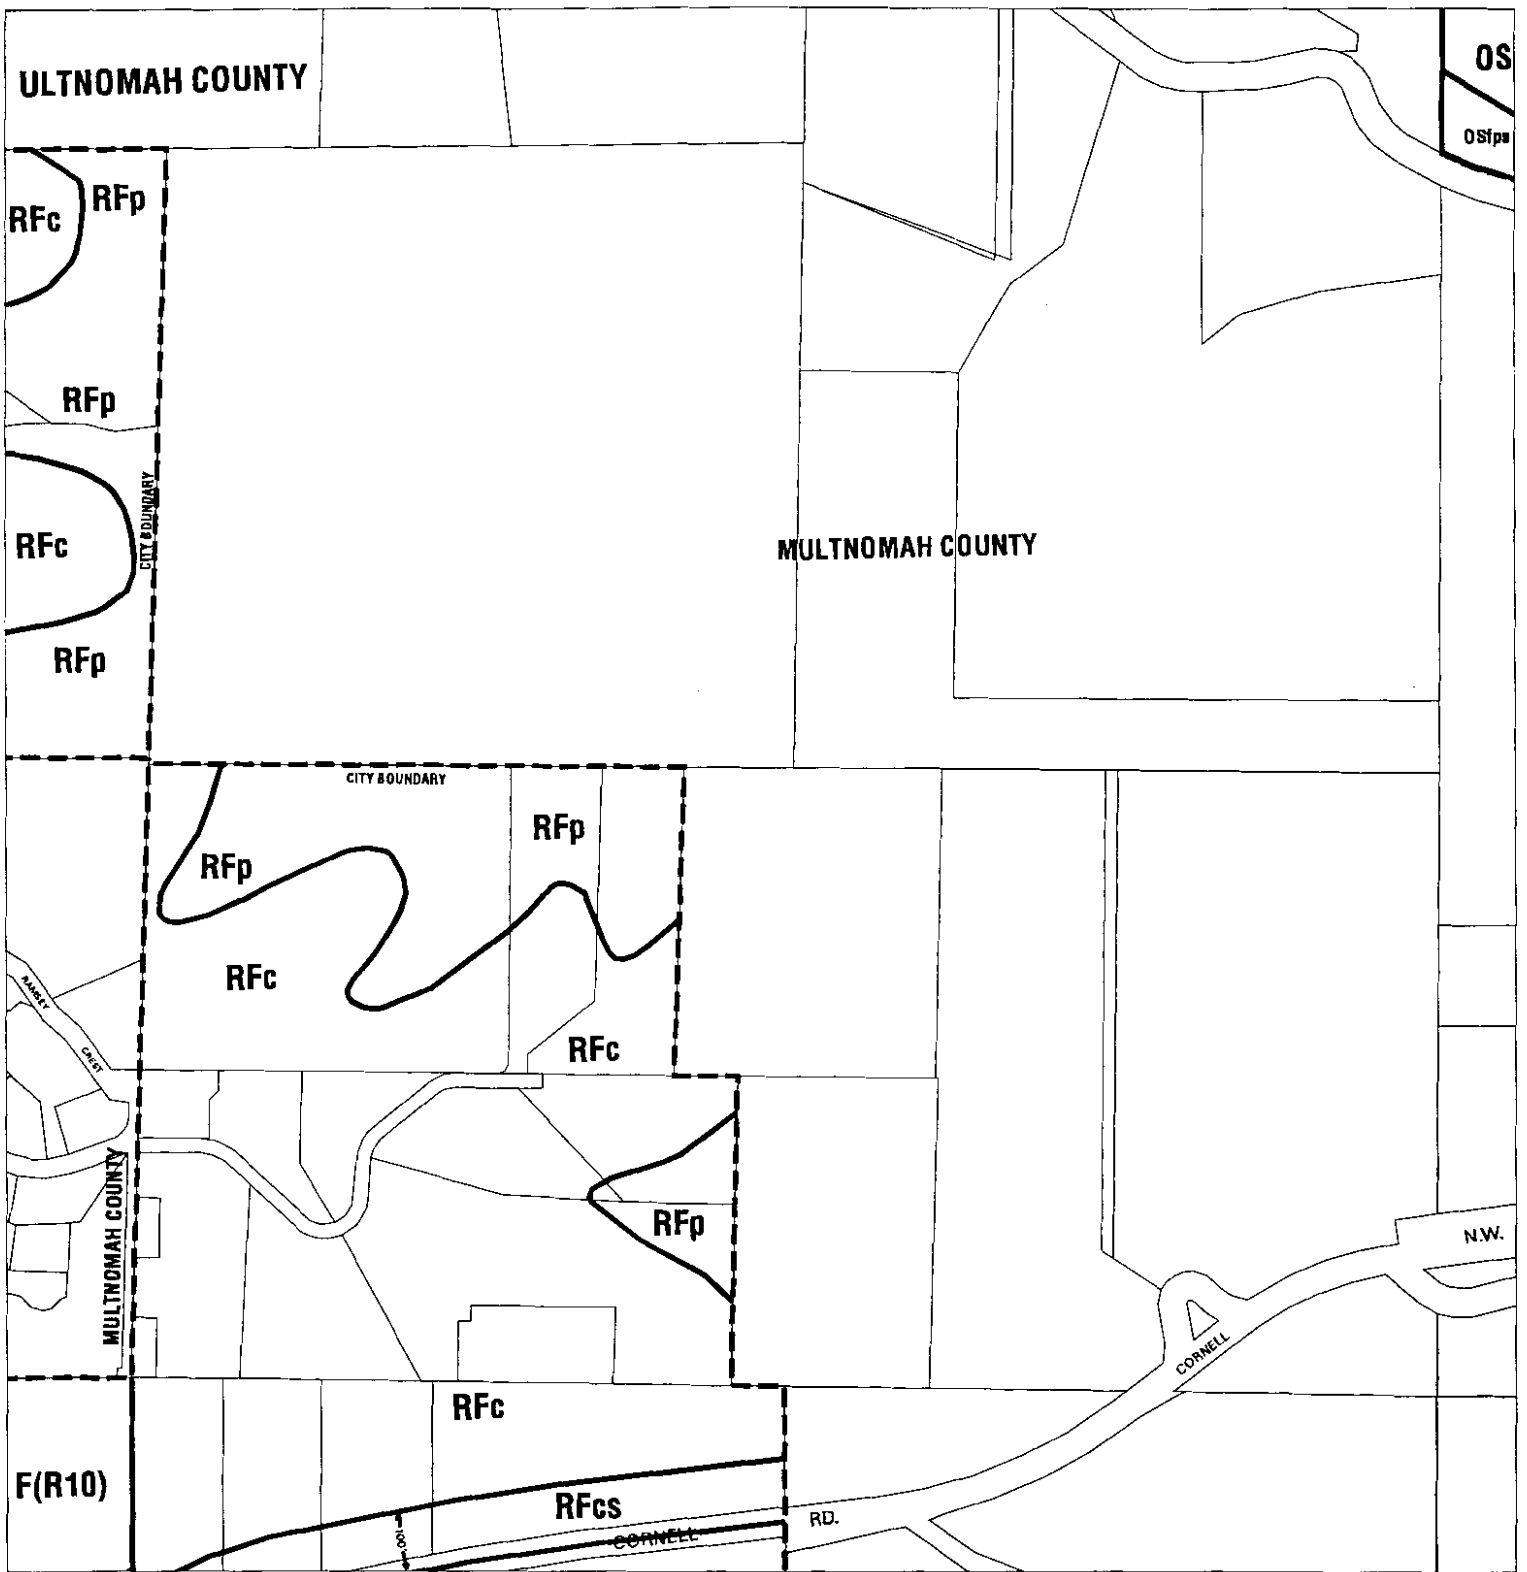 ULTNOMAH COUNTY
OS
OSfps
RFc
RFp
RFp
CITY BOUNDARY
RFc
MULTNOMAH COUNTY
RFp
CITY BOUNDARY
RFp
RFp
RFc
RAMSEY
CREST
RFc
MULTNOMAH COUNTY
RFp
N.W.
CORNELL
RFc
F(R10)
RFcs
RD.
100'
CORNELL